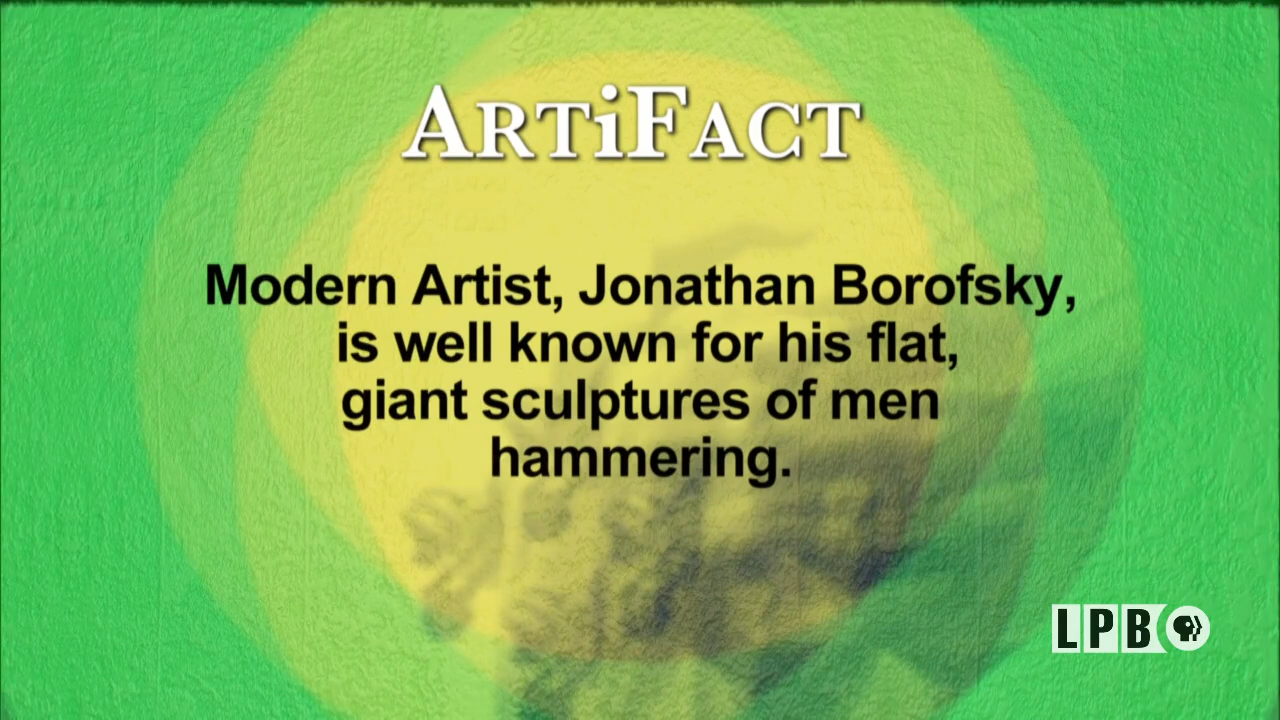 ARTiFACT
Modern Artist, Jonathan Borofsky,
is well known for his flat,
giant sculptures of men
hammering.
LPB